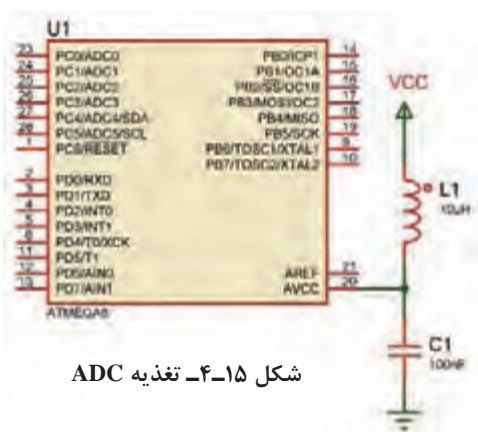 U1
23 PC0/ADC0
24 PC1/ADC1
25 PC2/ADC2
26 PC3/ADC3
27 PC4/ADC4/SDA
28 PC5/ADC5/SCL
1 PC6/RESET
2 PD0/RXD
3 PD1/TXD
4 PD2/INT0
5 PD3/INT1
6 PD4/T0/XCK
11 PD5/T1
12 PD6/AIN0
13 PD7/AIN1
PB0/ICP1 14
PB1/OC1A 15
PB2/SS/OC1B 16
PB3/MOSI/OC2 17
PB4/MISO 18
PB5/SCK 19
PB6/TOSC1/XTAL1 9
PB7/TOSC2/XTAL2 10
AREF 21
AVCC 20
ATMEGA8
VCC
L1
10uH
C1
100nF
شکل ۱۵ــ۴ــ تغذیه ADC